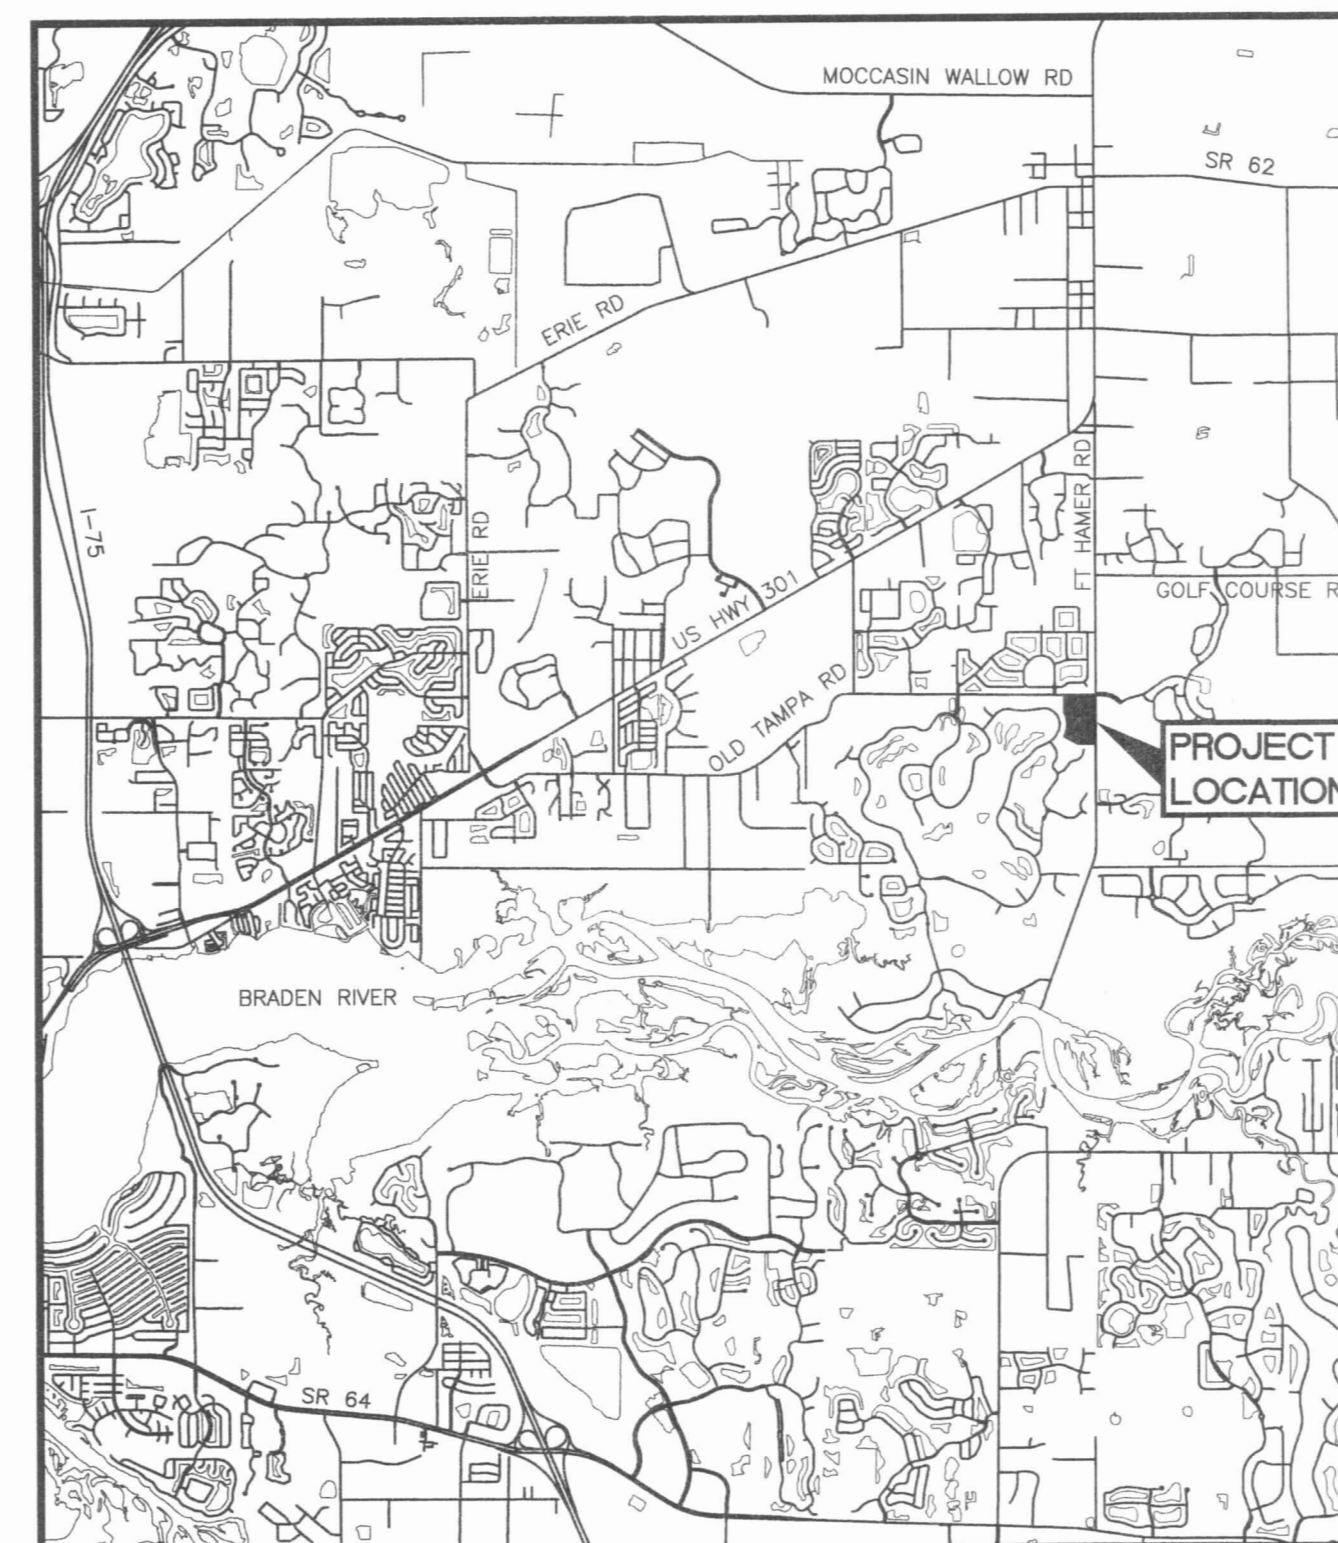 MOCCASIN WALLOW RD
SR 62
ERIE RD
I-75
ERIE RD
FT HAMER RD
US HWY 301
GOLF COURSE R
OLD TAMPA RD
PROJECT
LOCATION
BRADEN RIVER
SR 64